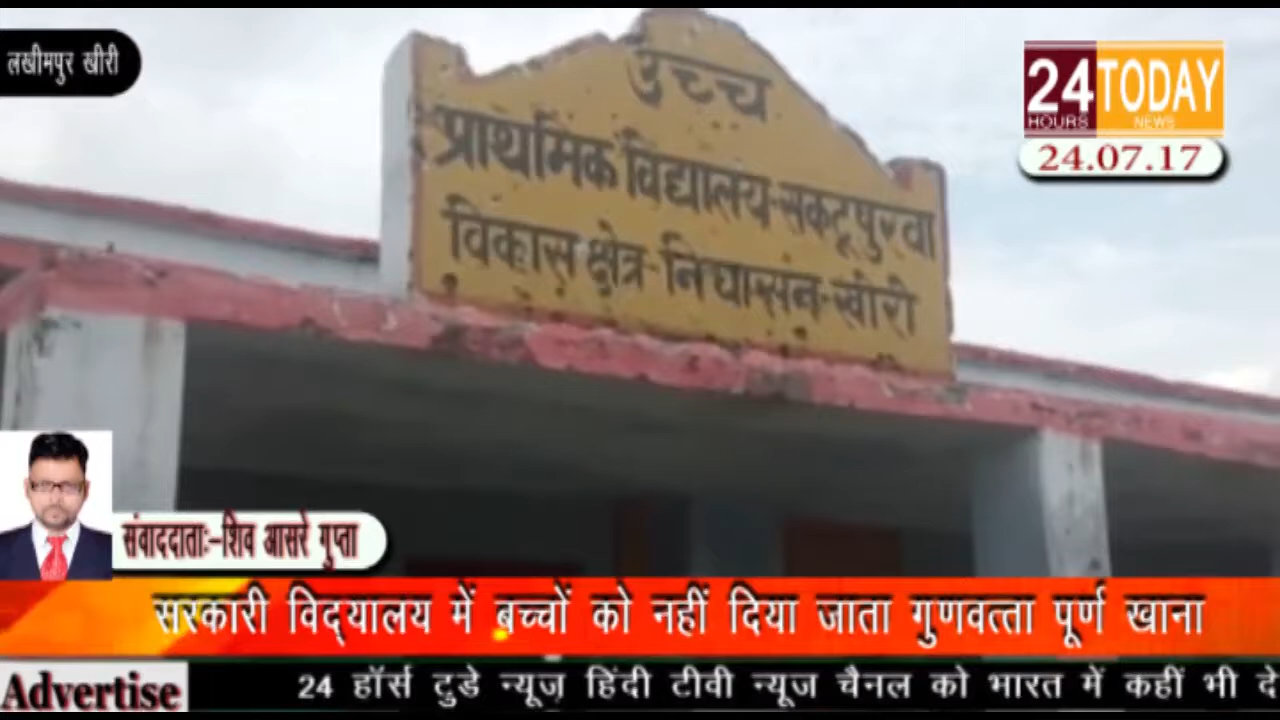 लखीमपुर खीरी
24 TODAY
HOURS NEWS
24.07.17
उच्च
प्राथमिक विद्यालय-सकटूपुरवा
विकास क्षेत्र-निघासन-खीरी
संवाददाताः-शिव आसरे गुप्ता
सरकारी विद्यालय में बच्चों को नहीं दिया जाता गुणवत्ता पूर्ण खाना
Advertise
24 हॉर्स टुडे न्यूज़ हिंदी टीवी न्यूज चैनल को भारत में कहीं भी दे